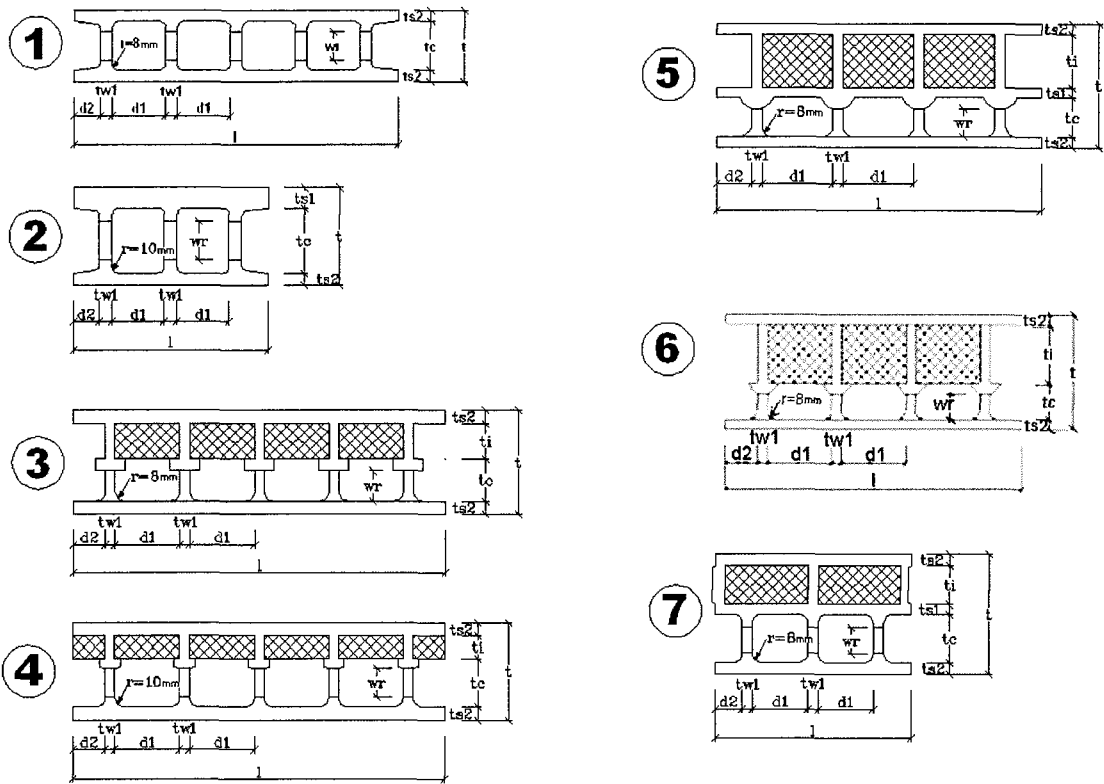 1
ts2
tc
t
ts2
r=8mm
wr
tw1 tw1
d2 d1 d1
l
2
ts1
tc
t
ts2
r=10mm
wr
tw1 tw1
d2 d1 d1
l
3
ts2
ti
t
tc
ts2
r=8mm
wr
tw1 tw1
d2 d1 d1
l
4
ts2
ti
t
tc
ts2
r=10mm
wr
tw1 tw1
d2 d1 d1
l
5
ts2
ti
t
ts1
tc
ts2
r=8mm
wr
tw1 tw1
d2 d1 d1
l
6
ts2
ti
t
tc
ts2
r=8mm
wr
tw1 tw1
d2 d1 d1
l
7
ts2
ti
t
ts1
tc
ts2
r=8mm
wr
tw1 tw1
d2 d1 d1
l